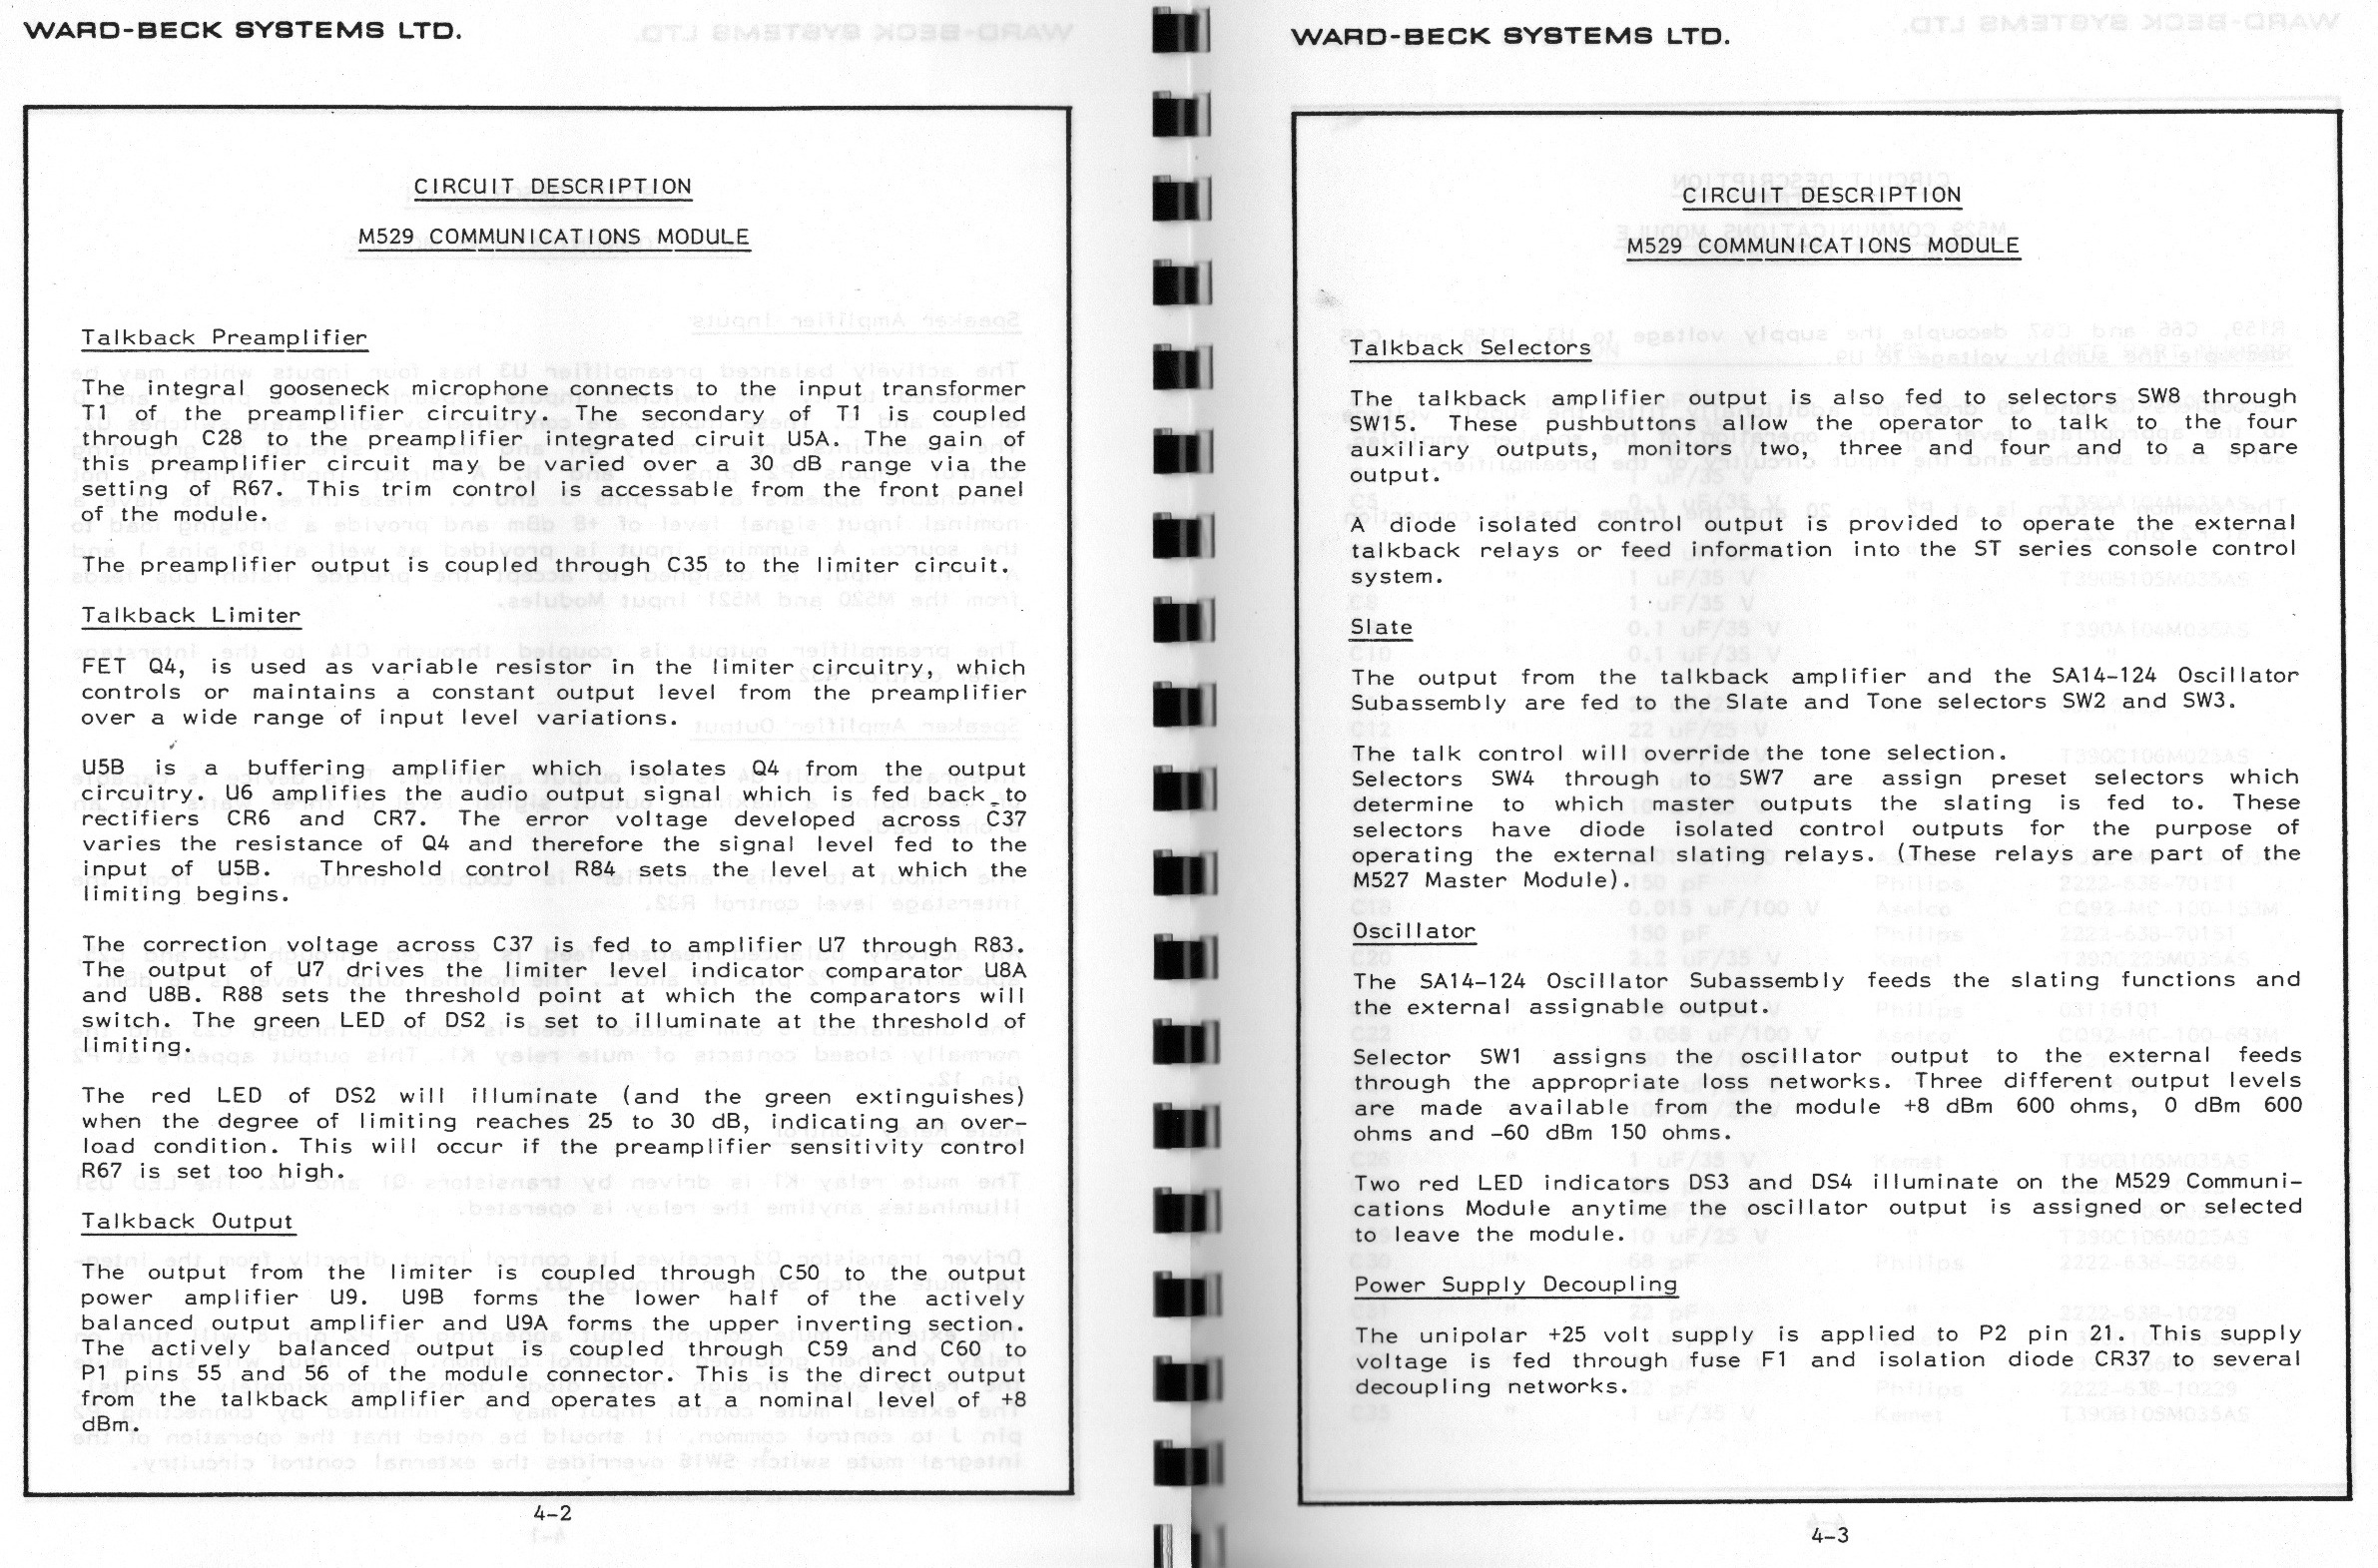 WARD-BECK SYSTEMS LTD.
CIRCUIT DESCRIPTION
M529 COMMUNICATIONS MODULE
Talkback Preamplifier
The integral gooseneck microphone connects to the input transformer
T1 of the preamplifier circuitry. The secondary of T1 is coupled
through C28 to the preamplifier integrated ciruit U5A. The gain of
this preamplifier circuit may be varied over a 30 dB range via the
setting of R67. This trim control is accessable from the front panel
of the module.
The preamplifier output is coupled through C35 to the limiter circuit.
Talkback Limiter
FET Q4, is used as variable resistor in the limiter circuitry, which
controls or maintains a constant output level from the preamplifier
over a wide range of input level variations.
U5B is a buffering amplifier which isolates Q4 from the output
circuitry. U6 amplifies the audio output signal which is fed back to
rectifiers CR6 and CR7. The error voltage developed across C37
varies the resistance of Q4 and therefore the signal level fed to the
input of U5B. Threshold control R84 sets the level at which the
limiting begins.
The correction voltage across C37 is fed to amplifier U7 through R83.
The output of U7 drives the limiter level indicator comparator U8A
and U8B. R88 sets the threshold point at which the comparators will
switch. The green LED of DS2 is set to illuminate at the threshold of
limiting.
The red LED of DS2 will illuminate (and the green extinguishes)
when the degree of limiting reaches 25 to 30 dB, indicating an over-
load condition. This will occur if the preamplifier sensitivity control
R67 is set too high.
Talkback Output
The output from the limiter is coupled through C50 to the output
power amplifier U9. U9B forms the lower half of the actively
balanced output amplifier and U9A forms the upper inverting section.
The actively balanced output is coupled through C59 and C60 to
P1 pins 55 and 56 of the module connector. This is the direct output
from the talkback amplifier and operates at a nominal level of +8
dBm.
4-2
WARD-BECK SYSTEMS LTD.
CIRCUIT DESCRIPTION
M529 COMMUNICATIONS MODULE
Talkback Selectors
The talkback amplifier output is also fed to selectors SW8 through
SW15. These pushbuttons allow the operator to talk to the four
auxiliary outputs, monitors two, three and four and to a spare
output.
A diode isolated control output is provided to operate the external
talkback relays or feed information into the ST series console control
system.
Slate
The output from the talkback amplifier and the SA14-124 Oscillator
Subassembly are fed to the Slate and Tone selectors SW2 and SW3.
The talk control will override the tone selection.
Selectors SW4 through to SW7 are assign preset selectors which
determine to which master outputs the slating is fed to. These
selectors have diode isolated control outputs for the purpose of
operating the external slating relays. (These relays are part of the
M527 Master Module).
Oscillator
The SA14-124 Oscillator Subassembly feeds the slating functions and
the external assignable output.
Selector SW1 assigns the oscillator output to the external feeds
through the appropriate loss networks. Three different output levels
are made available from the module +8 dBm 600 ohms, 0 dBm 600
ohms and -60 dBm 150 ohms.
Two red LED indicators DS3 and DS4 illuminate on the M529 Communi-
cations Module anytime the oscillator output is assigned or selected
to leave the module.
Power Supply Decoupling
The unipolar +25 volt supply is applied to P2 pin 21. This supply
voltage is fed through fuse F1 and isolation diode CR37 to several
decoupling networks.
4-3